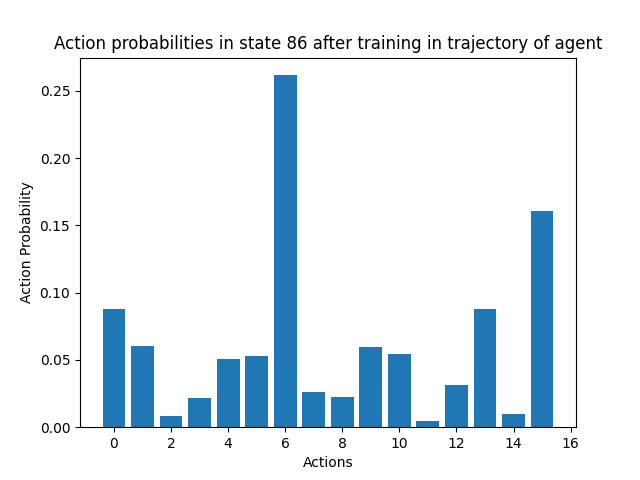 Action probabilities in state 86 after training in trajectory of agent
0.25
0.20
0.15
0.10
0.05
0.00
Action Probability
0 2 4 6 8 10 12 14 16
Actions